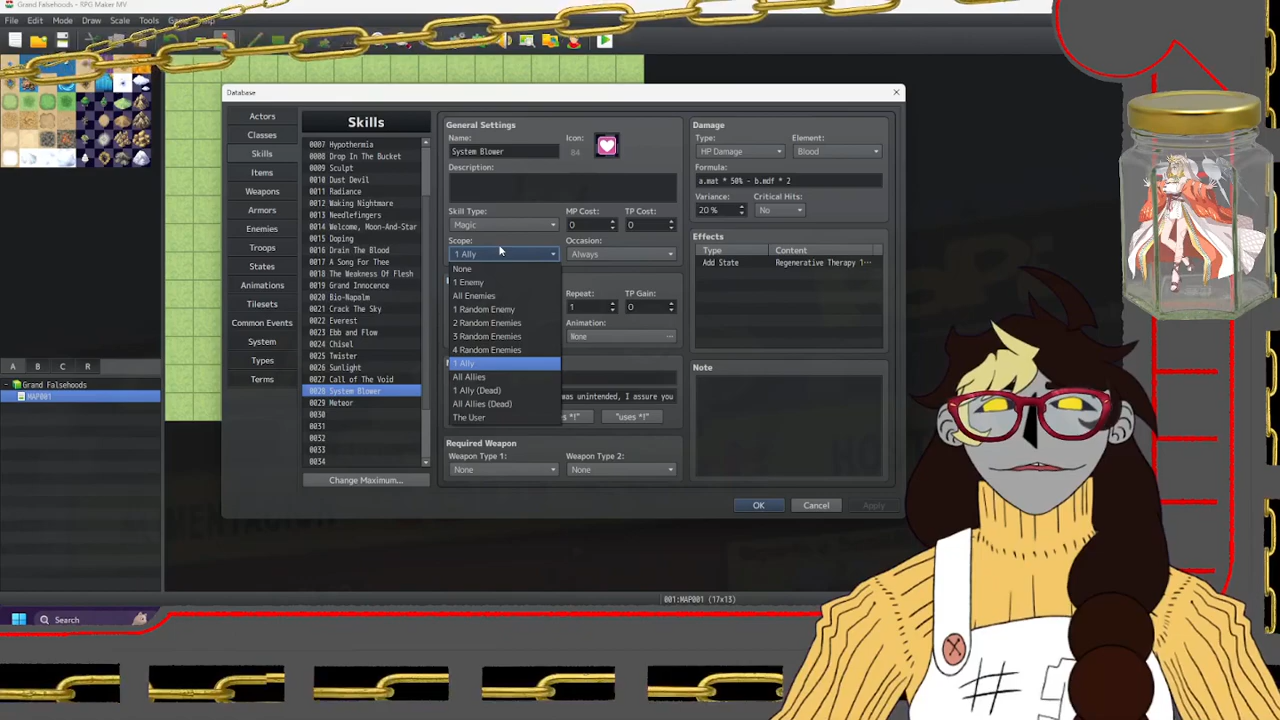 Grand Falsehoods - RPG Maker MV
File Edit Mode Draw Scale Tools Help
Database
Actors
Classes
Skills
Items
Weapons
Armors
Enemies
Troops
States
Animations
Tilesets
Common Events
System
Types
Terms
Skills
0007 Hypothermia
0008 Drop In The Bucket
0009 Sculpt
0010 Dust Devil
0011 Radiance
0012 Waking Nightmare
0013 Needlefingers
0014 Welcome, Moon-And-Star
0015 Doping
0016 Drain The Blood
0017 A Song For Thee
0018 The Weakness Of Flesh
0019 Grand Innocence
0020 Bio-Napalm
0021 Crack The Sky
0022 Everest
0023 Ebb and Flow
0024 Chisel
0025 Twister
0026 Sunlight
0027 Call of The Void
0028 System Blower
0029 Meteor
0030
0031
0032
0033
0034
Change Maximum...
General Settings
Name:
Icon:
System Blower
84
Description:
Skill Type:
MP Cost:
TP Cost:
Magic
0
0
Scope:
Occasion:
1 Ally
Always
None
1 Enemy
All Enemies
1 Random Enemy
2 Random Enemies
3 Random Enemies
4 Random Enemies
1 Ally
All Allies
1 Ally (Dead)
All Allies (Dead)
The User
Repeat:
TP Gain:
1
0
Animation:
None
was unintended, I assure you
"uses *!"
Required Weapon
Weapon Type 1:
Weapon Type 2:
None
None
Damage
Type:
Element:
HP Damage
Blood
Formula:
a.mat * 50% - b.mdf * 2
Variance:
Critical Hits:
20 %
No
Effects
Type
Content
Add State
Regenerative Therapy 1
Note
OK
Cancel
Apply
A
B
C
R
Grand Falsehoods
MAP001
001:MAP001 (17x13)
Search